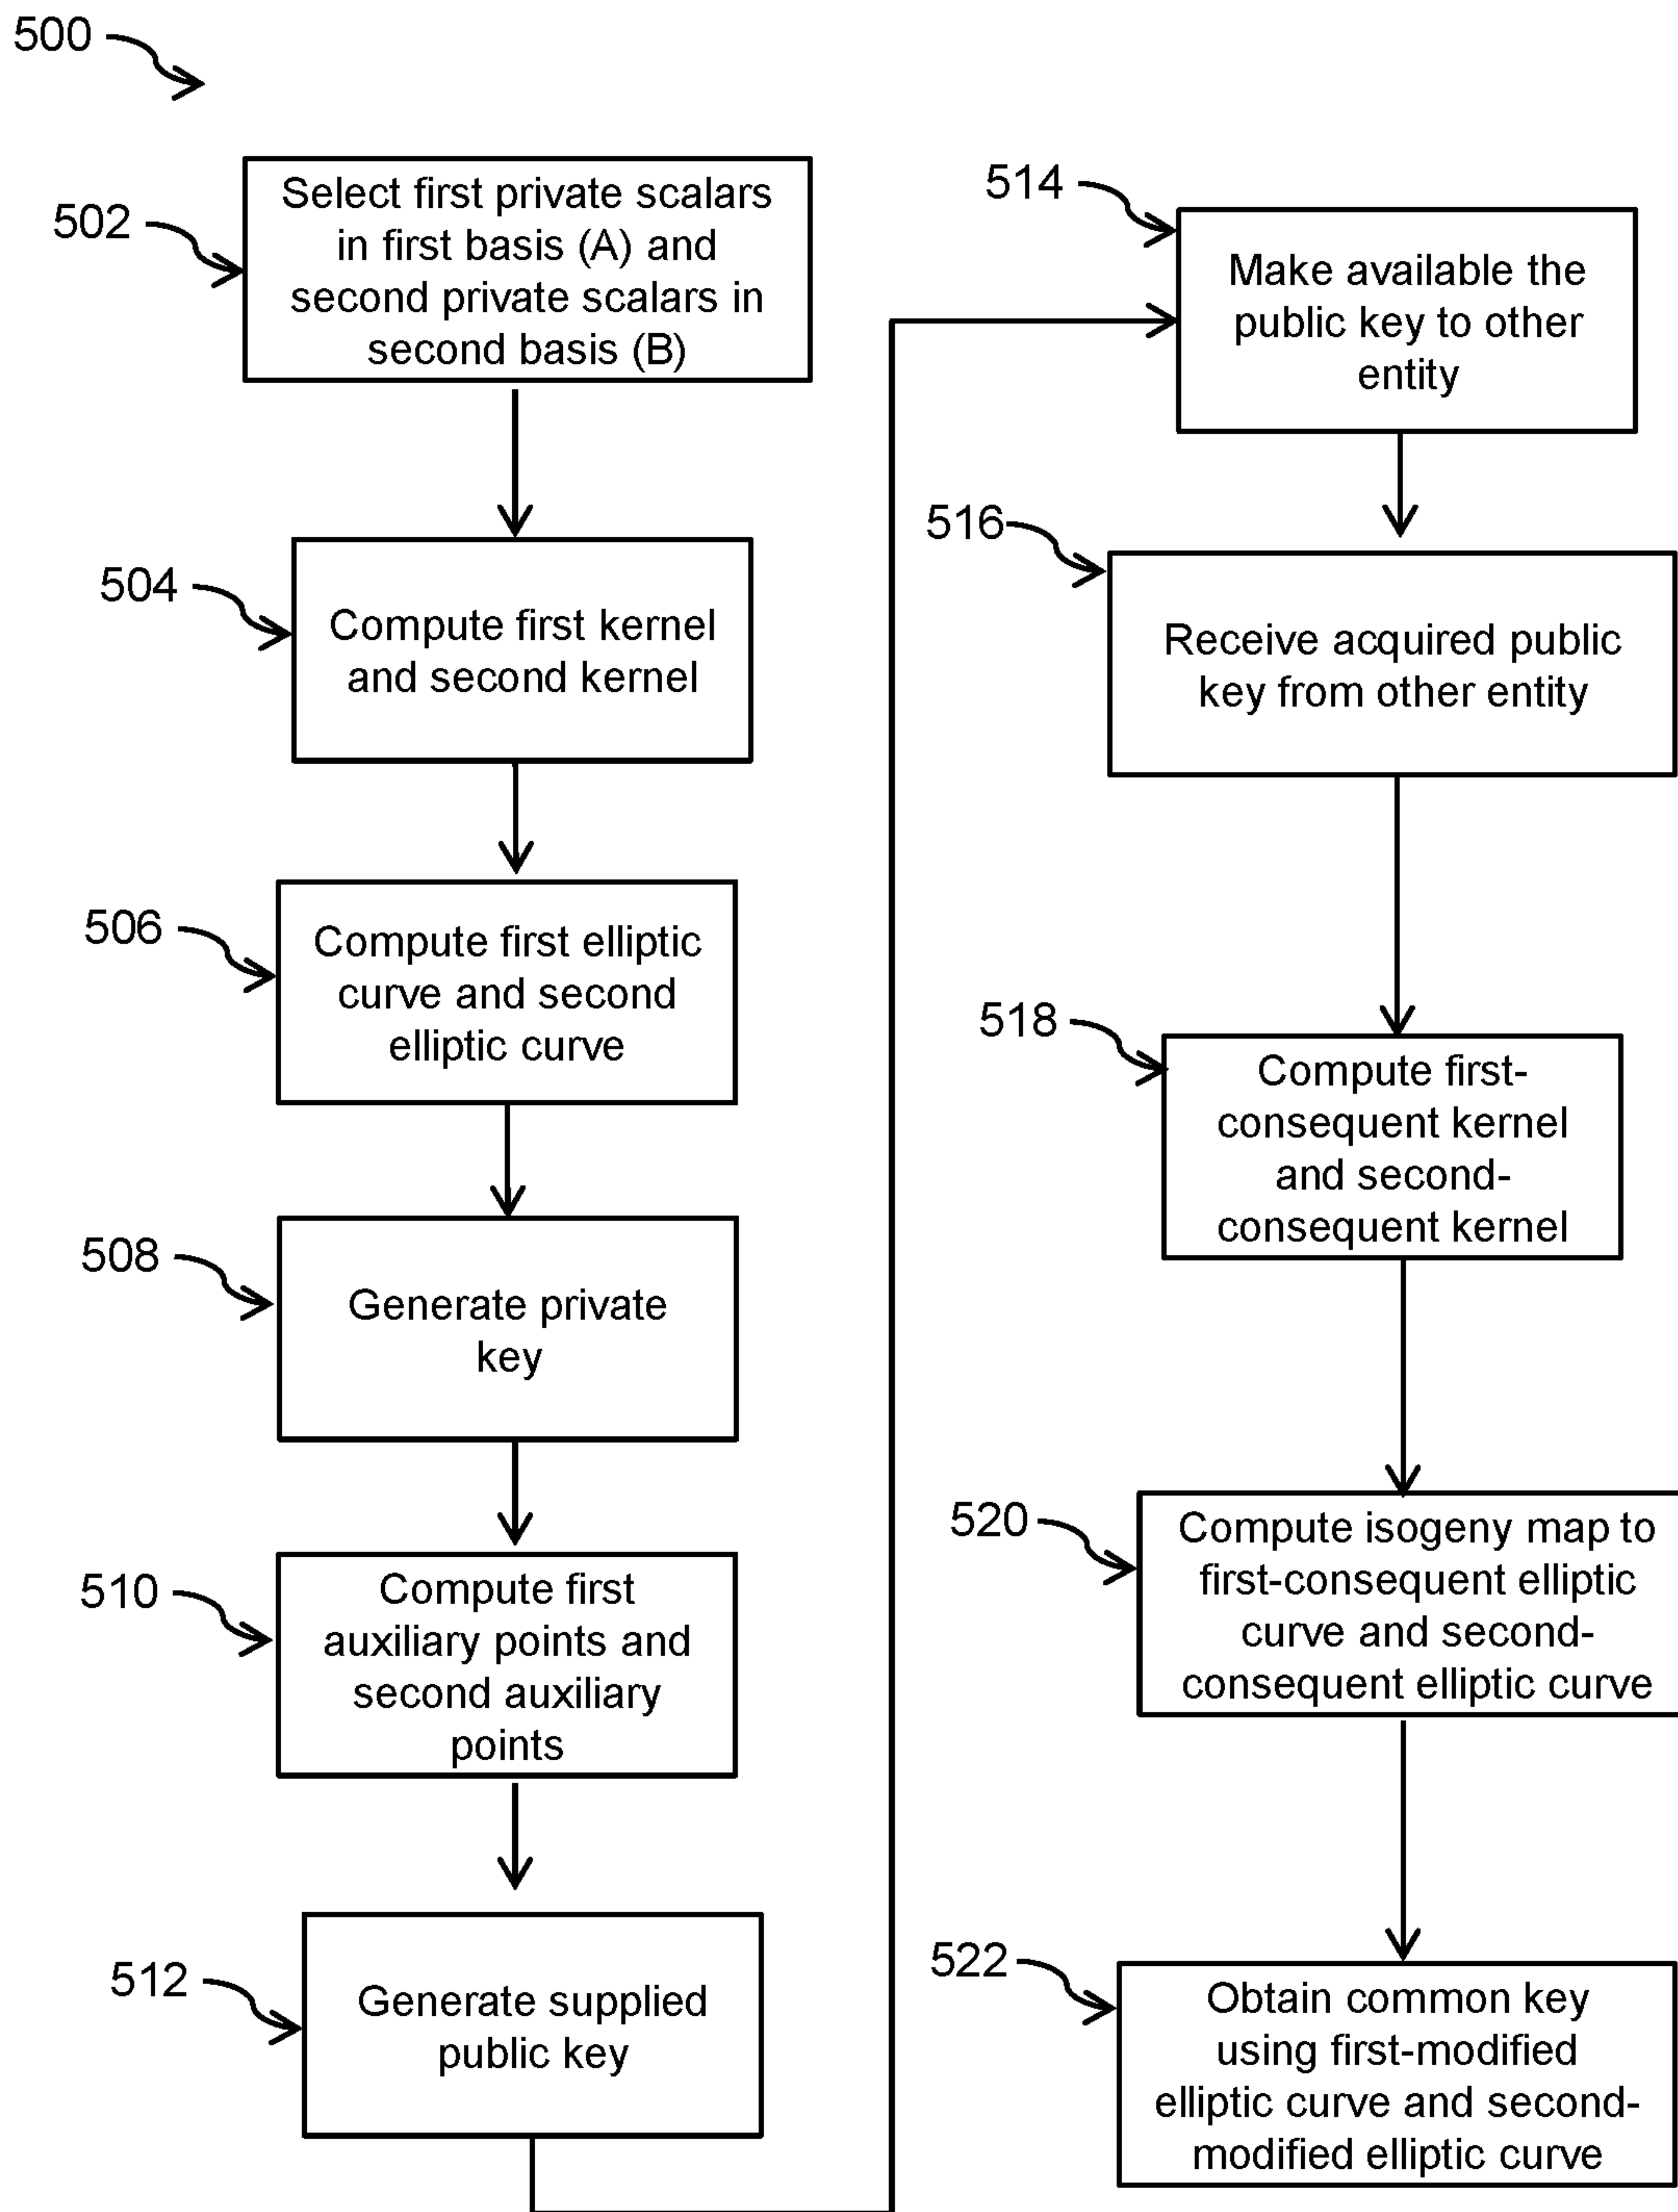 500
502
Select first private scalars
in first basis (A) and
second private scalars in
second basis (B)
504
Compute first kernel
and second kernel
506
Compute first elliptic
curve and second
elliptic curve
508
Generate private
key
510
Compute first
auxiliary points and
second auxiliary
points
512
Generate supplied
public key
514
Make available the
public key to other
entity
516
Receive acquired public
key from other entity
518
Compute first-
consequent kernel
and second-
consequent kernel
520
Compute isogeny map to
first-consequent elliptic
curve and second-
consequent elliptic curve
522
Obtain common key
using first-modified
elliptic curve and second-
modified elliptic curve